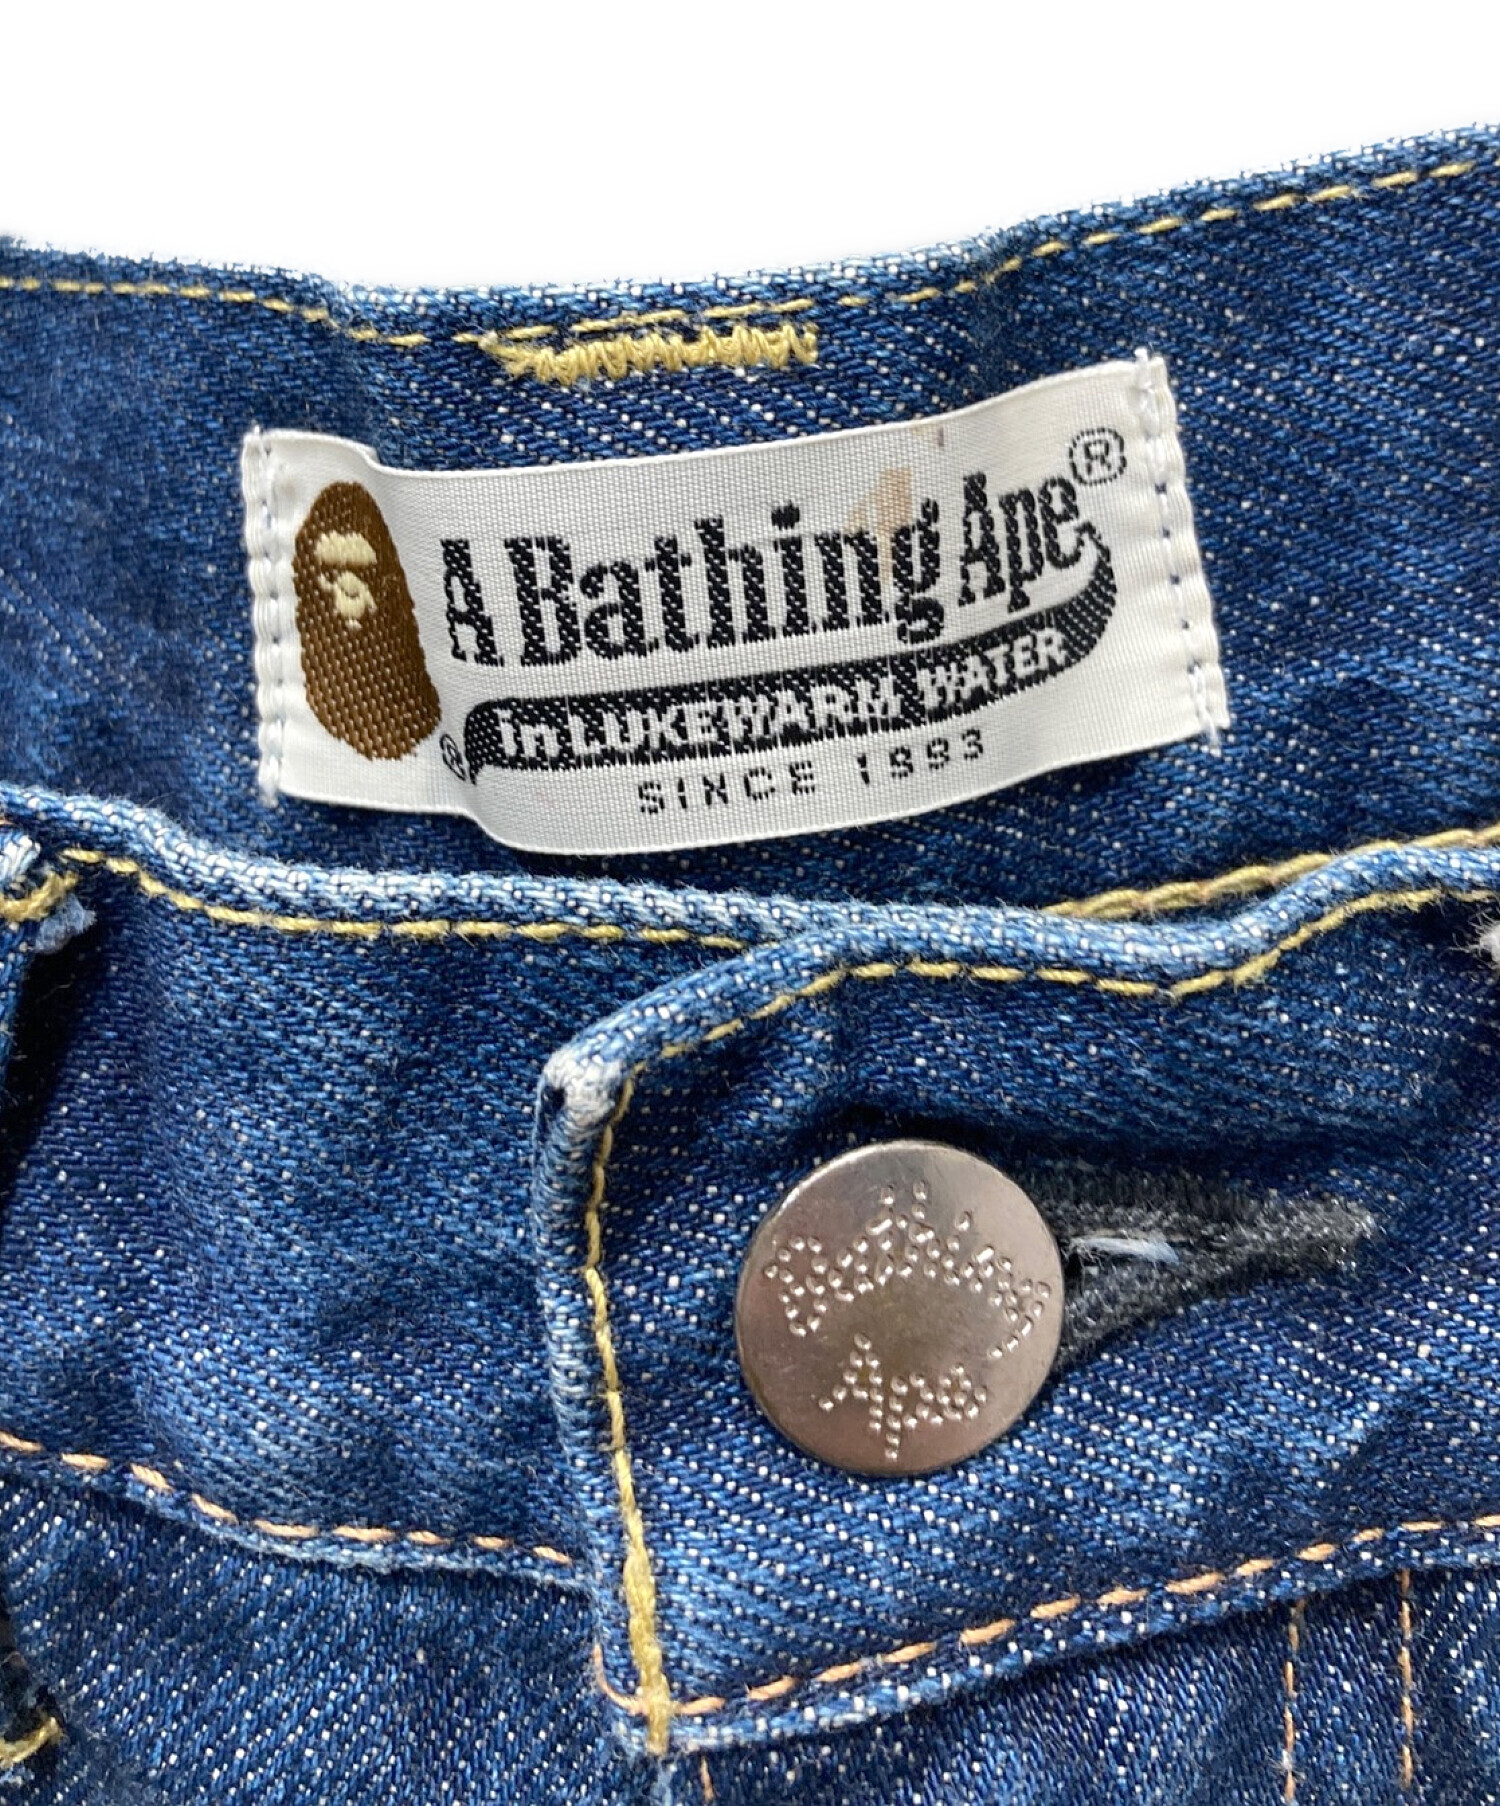 A Bathing Ape®
®
in LUKEWARM WATER
SINCE 1993
A
Bathing
Ape